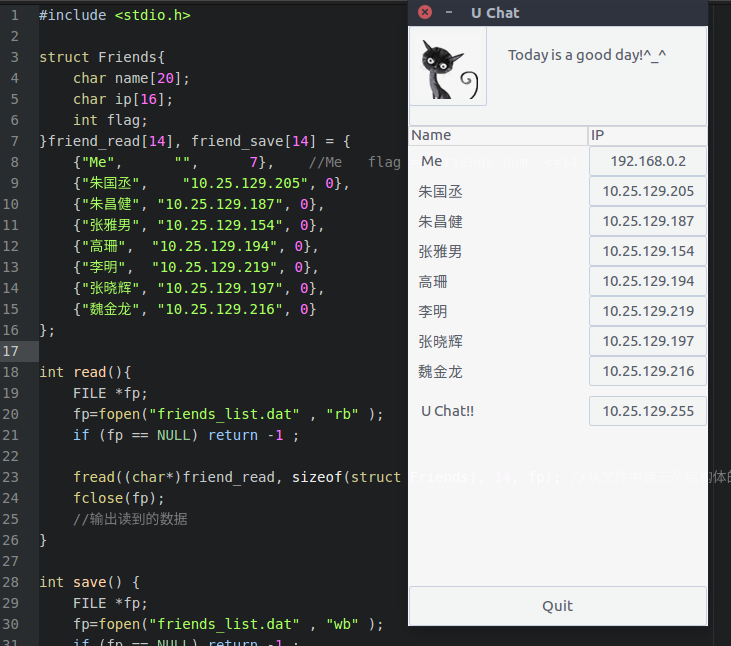 1 #include <stdio.h>
2
3 struct Friends{
4     char name[20];
5     char ip[16];
6     int flag;
7 }friend_read[14], friend_save[14] = {
8     {"Me",      "",      7},    //Me   flag
9     {"朱国丞",     "10.25.129.205", 0},
10     {"朱昌健", "10.25.129.187", 0},
11     {"张雅男", "10.25.129.154", 0},
12     {"高珊",  "10.25.129.194", 0},
13     {"李明",  "10.25.129.219", 0},
14     {"张晓辉", "10.25.129.197", 0},
15     {"魏金龙", "10.25.129.216", 0}
16 };
17
18 int read(){
19     FILE *fp;
20     fp=fopen("friends_list.dat" , "rb" );
21     if (fp == NULL) return -1 ;
22
23     fread((char*)friend_read, sizeof(struct Friends), 14, fp);
24     fclose(fp);
25     //输出读到的数据
26 }
27
28 int save() {
29     FILE *fp;
30     fp=fopen("friends_list.dat" , "wb" );
31     if (fp == NULL) return -1 ;
U Chat
Today is a good day!^_^
Name IP
Me 192.168.0.2
朱国丞 10.25.129.205
朱昌健 10.25.129.187
张雅男 10.25.129.154
高珊 10.25.129.194
李明 10.25.129.219
张晓辉 10.25.129.197
魏金龙 10.25.129.216
U Chat!! 10.25.129.255
Quit